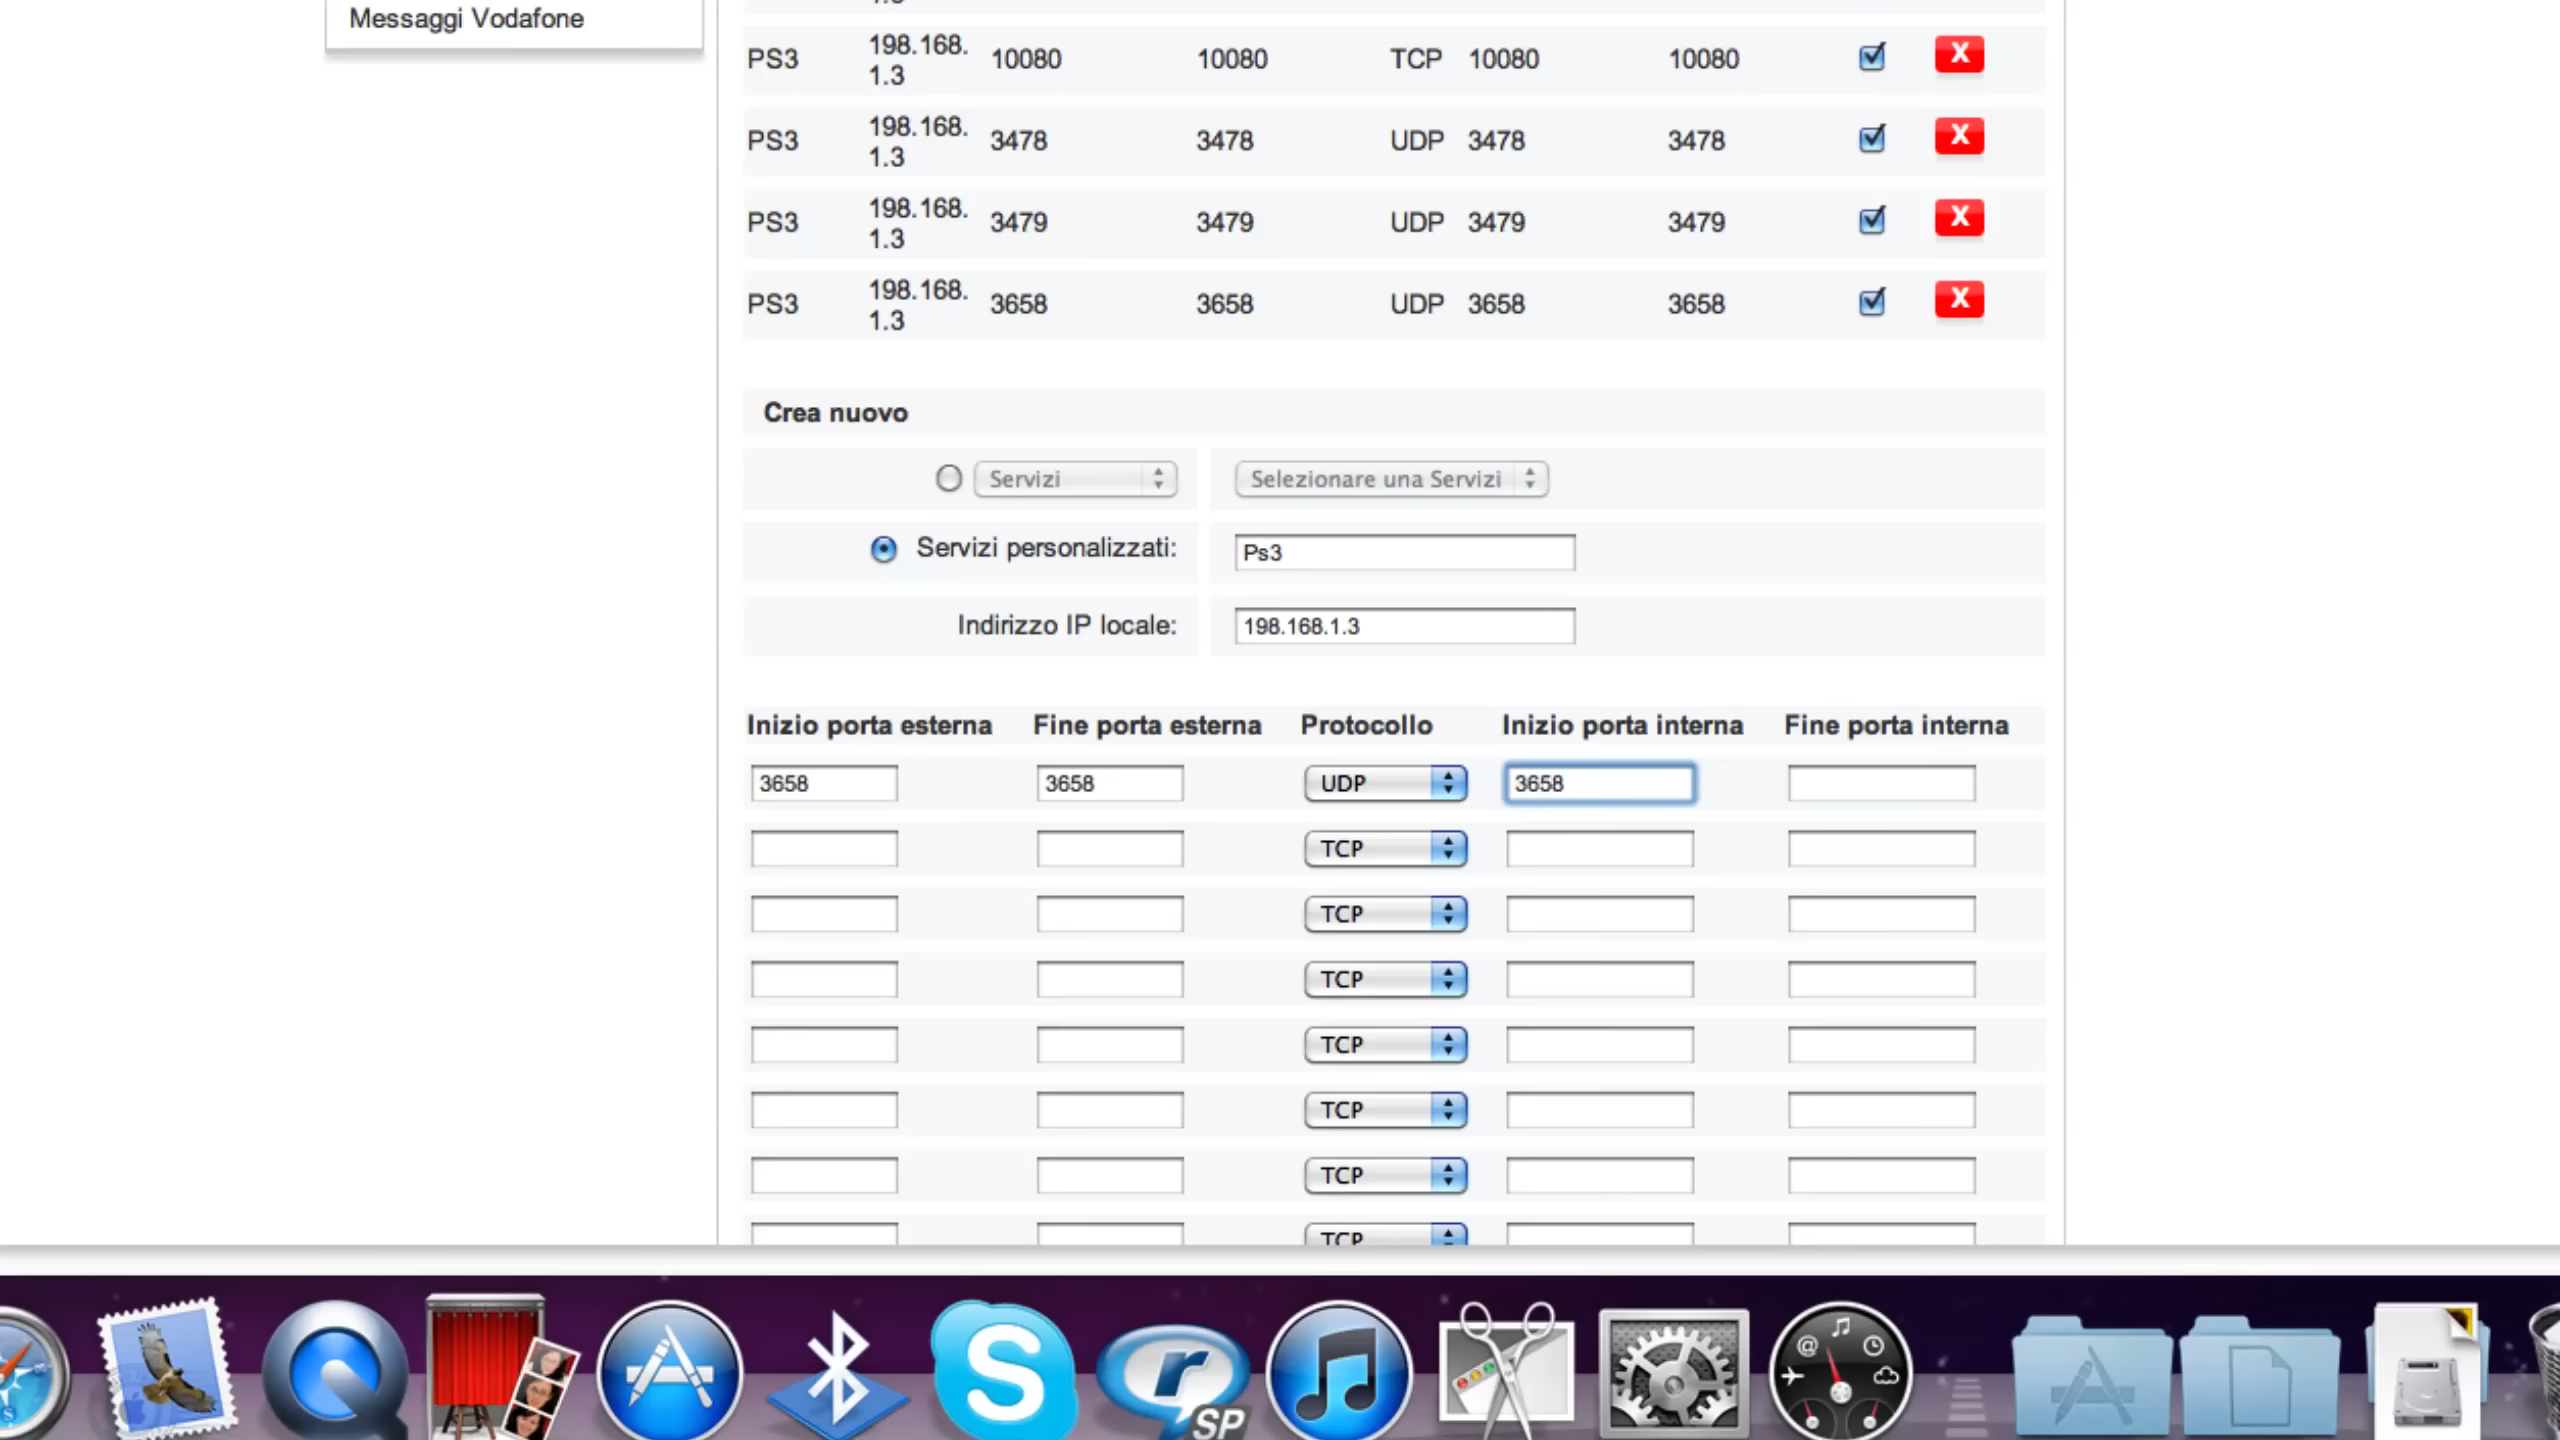 Messaggi Vodafone
PS3 198.168.1.3 10080 10080 TCP 10080 10080 X
PS3 198.168.1.3 3478 3478 UDP 3478 3478 X
PS3 198.168.1.3 3479 3479 UDP 3479 3479 X
PS3 198.168.1.3 3658 3658 UDP 3658 3658 X
Crea nuovo
Servizi Selezionare una Servizi
Servizi personalizzati: Ps3
Indirizzo IP locale: 198.168.1.3
Inizio porta esterna Fine porta esterna Protocollo Inizio porta interna Fine porta interna
3658 3658 UDP 3658
TCP
TCP
TCP
TCP
TCP
TCP
TCP
S r SP